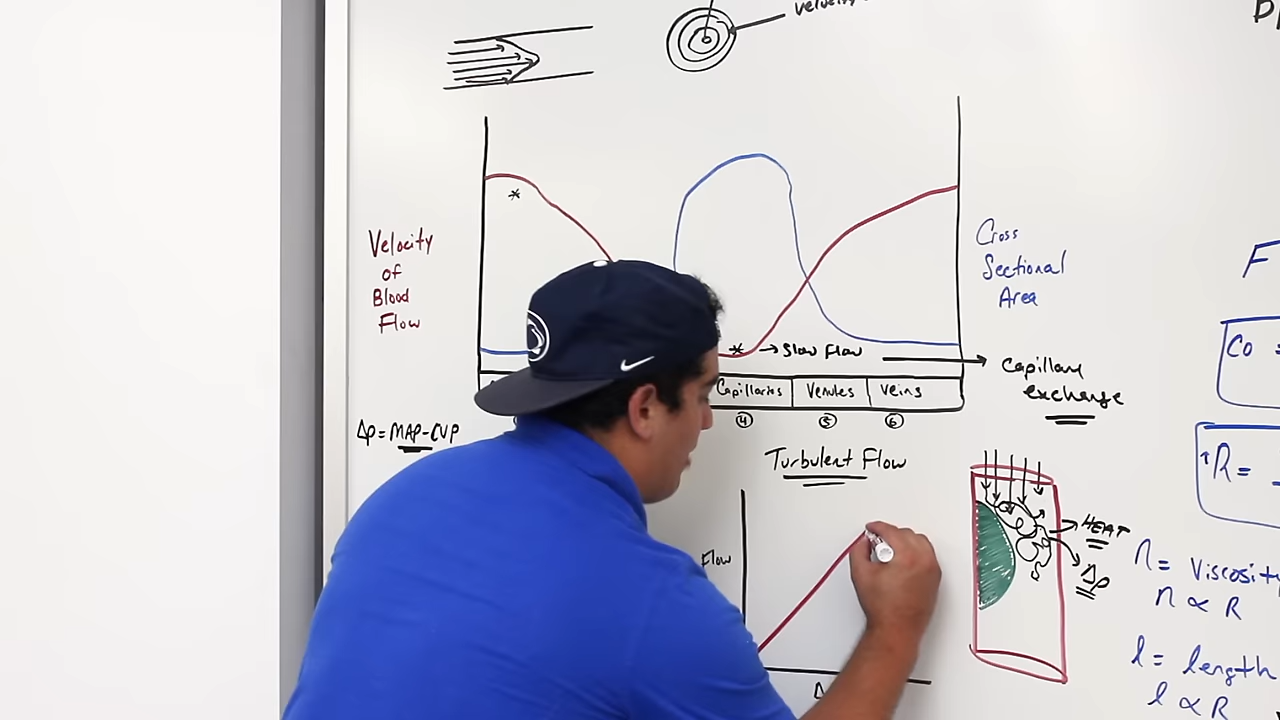 Velocity
Velocity
of
Blood
Flow
Cross
Sectional
Area
* → Slow Flow
Capillary
exchange
Capillaries
Venules
Veins
④
⑤
⑥
ΔP = MAP-CVP
Turbulent Flow
Flow
HEAT
ΔP
F
CO =
↑R =
η = Viscosity
η ∝ R
l = length
l ∝ R